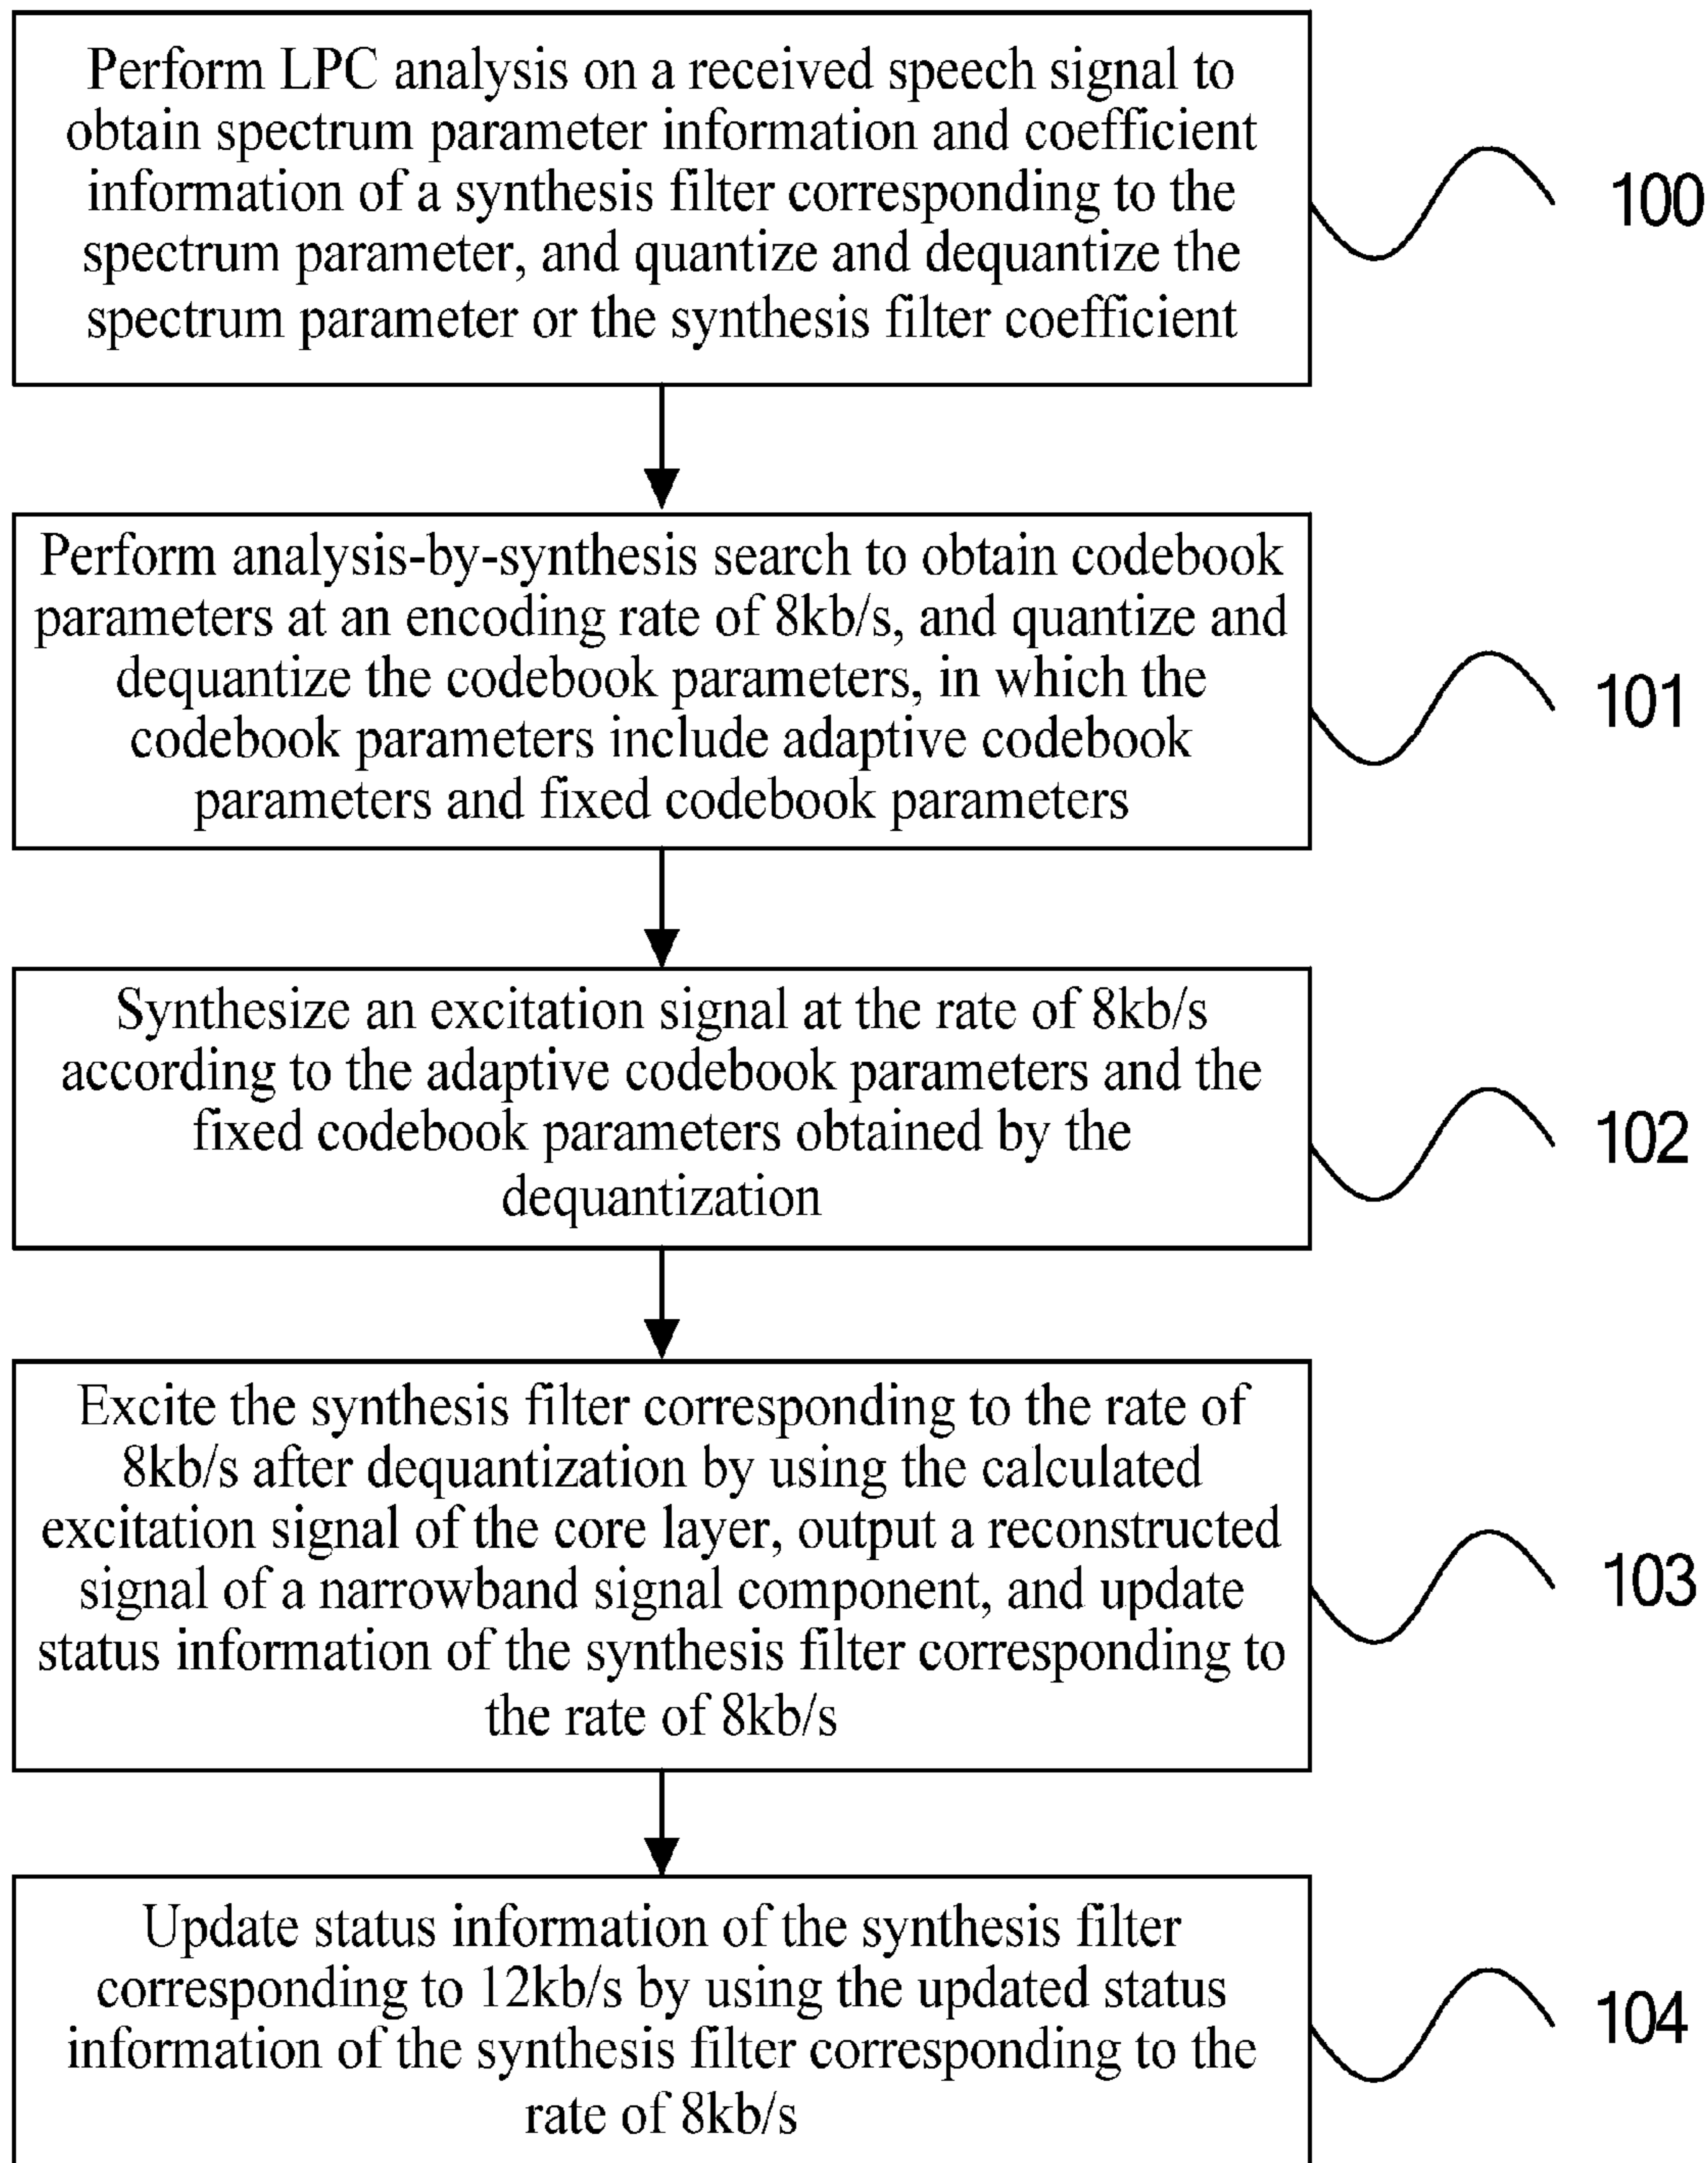 Perform LPC analysis on a received speech signal to
obtain spectrum parameter information and coefficient
information of a synthesis filter corresponding to the
spectrum parameter, and quantize and dequantize the
spectrum parameter or the synthesis filter coefficient
100
Perform analysis-by-synthesis search to obtain codebook
parameters at an encoding rate of 8kb/s, and quantize and
dequantize the codebook parameters, in which the
codebook parameters include adaptive codebook
parameters and fixed codebook parameters
101
Synthesize an excitation signal at the rate of 8kb/s
according to the adaptive codebook parameters and the
fixed codebook parameters obtained by the
dequantization
102
Excite the synthesis filter corresponding to the rate of
8kb/s after dequantization by using the calculated
excitation signal of the core layer, output a reconstructed
signal of a narrowband signal component, and update
status information of the synthesis filter corresponding to
the rate of 8kb/s
103
Update status information of the synthesis filter
corresponding to 12kb/s by using the updated status
information of the synthesis filter corresponding to the
rate of 8kb/s
104